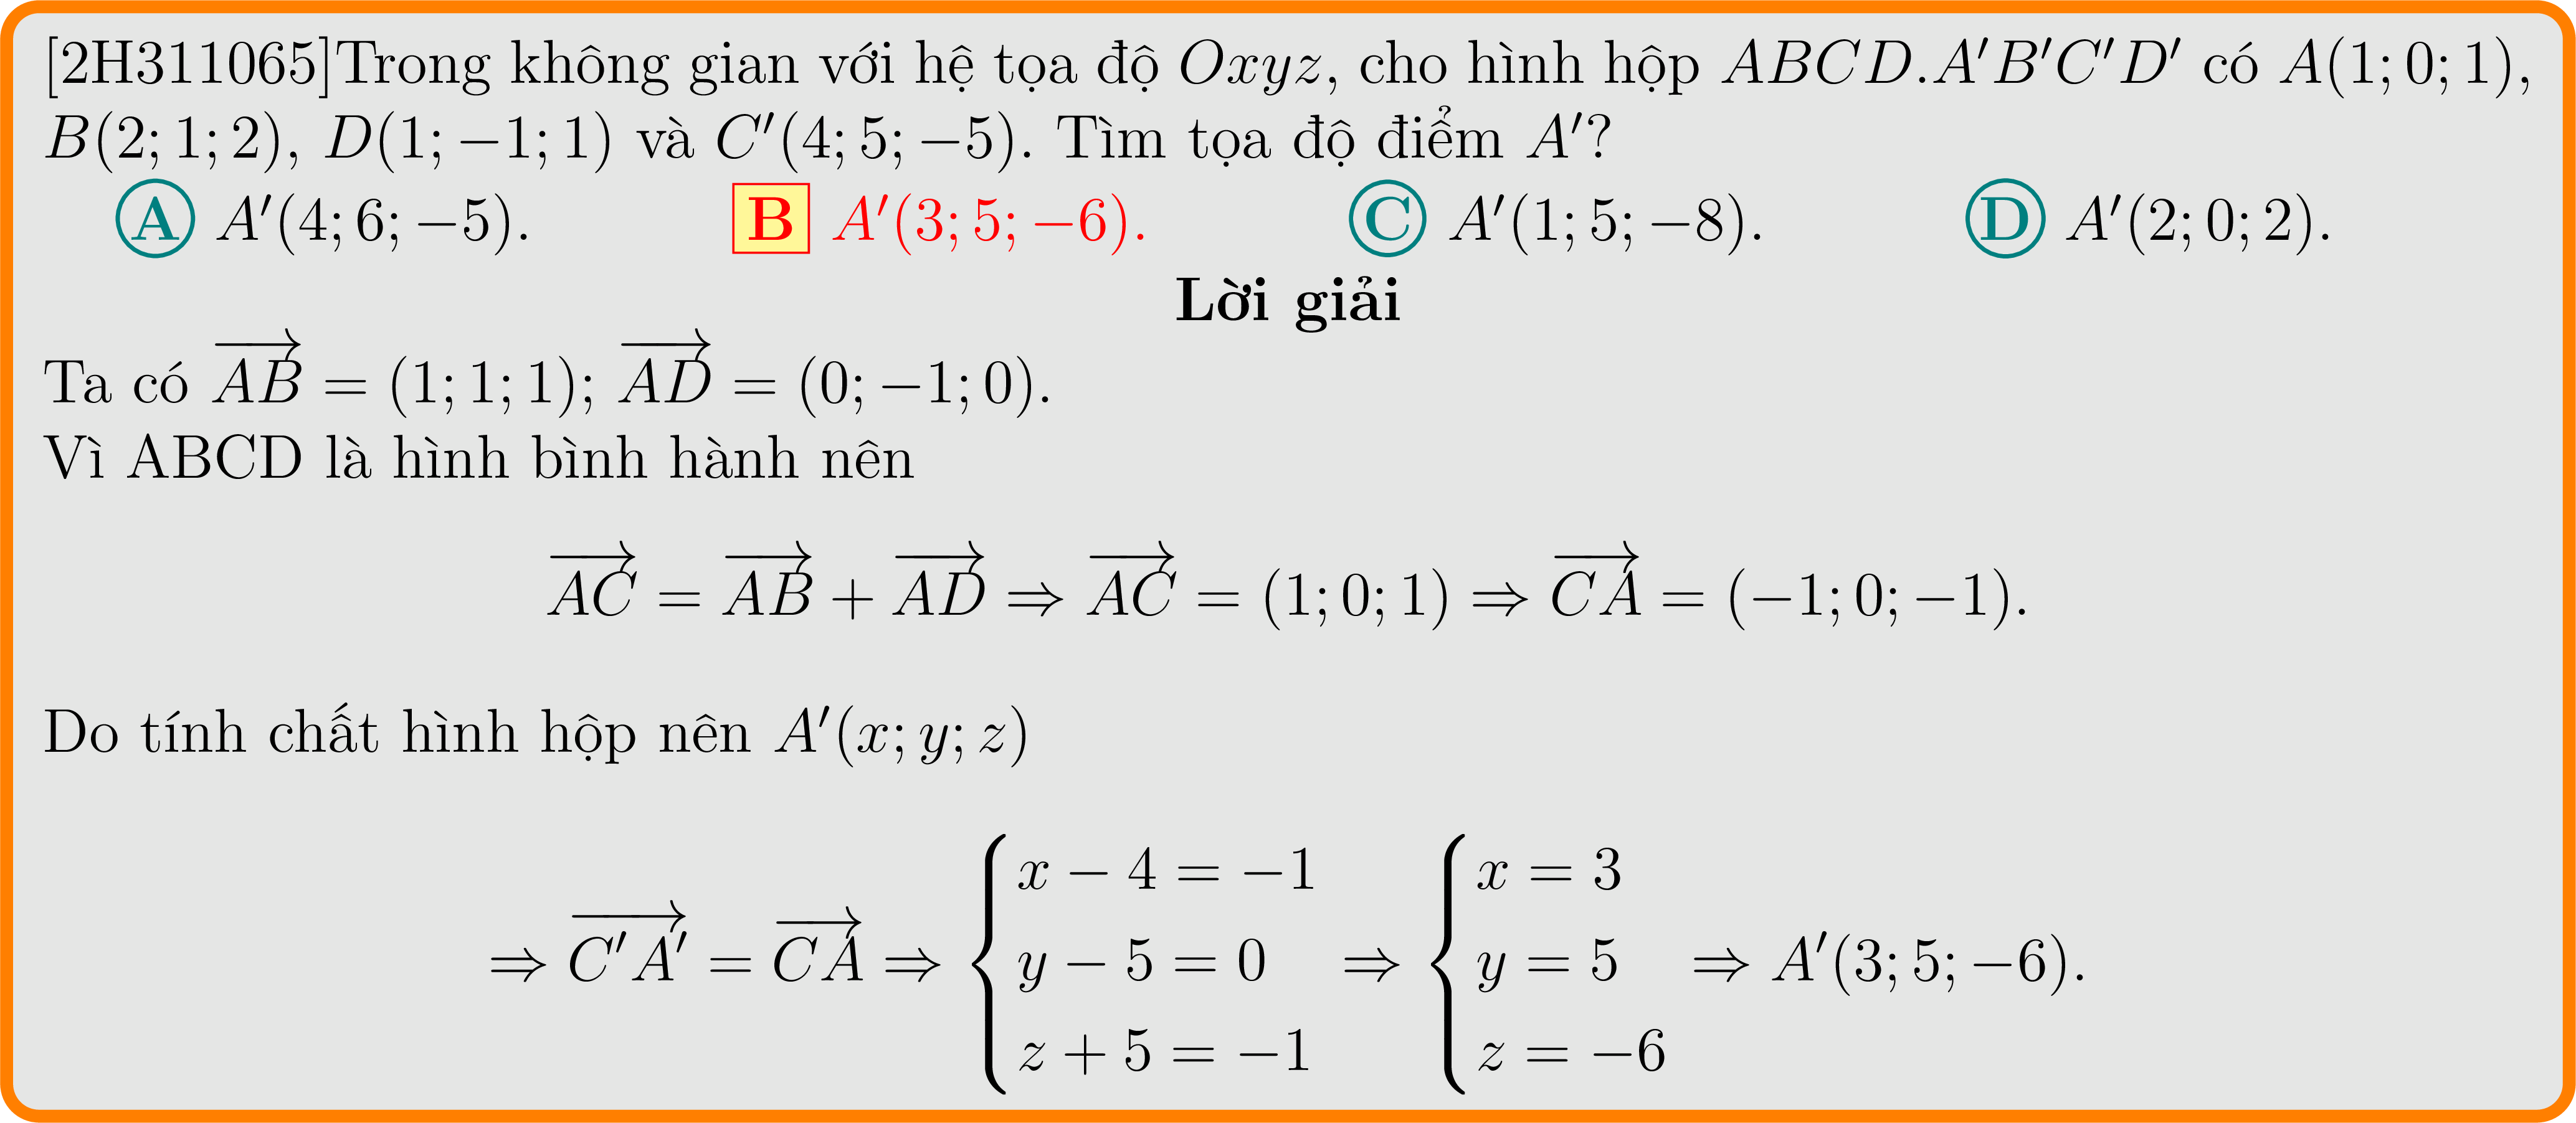 [2H311065]Trong không gian với hệ tọa độ Oxyz, cho hình hộp ABCD.A′B′C′D′ có A(1; 0; 1),
B(2; 1; 2), D(1; −1; 1) và C′(4; 5; −5). Tìm tọa độ điểm A′?
A A′(4; 6; −5). B A′(3; 5; −6). C A′(1; 5; −8). D A′(2; 0; 2).
Lời giải
Ta có $\overrightarrow{AB}$ = (1; 1; 1); $\overrightarrow{AD}$ = (0; −1; 0).
Vì ABCD là hình bình hành nên
$\overrightarrow{AC} = \overrightarrow{AB} + \overrightarrow{AD} \Rightarrow \overrightarrow{AC} = (1; 0; 1) \Rightarrow \overrightarrow{CA} = (-1; 0; -1).$
Do tính chất hình hộp nên A′(x; y; z)
$\Rightarrow \overrightarrow{C'A'} = \overrightarrow{CA} \Rightarrow \begin{cases} x - 4 = -1 \\ y - 5 = 0 \\ z + 5 = -1 \end{cases} \Rightarrow \begin{cases} x = 3 \\ y = 5 \\ z = -6 \end{cases} \Rightarrow A'(3; 5; -6).$